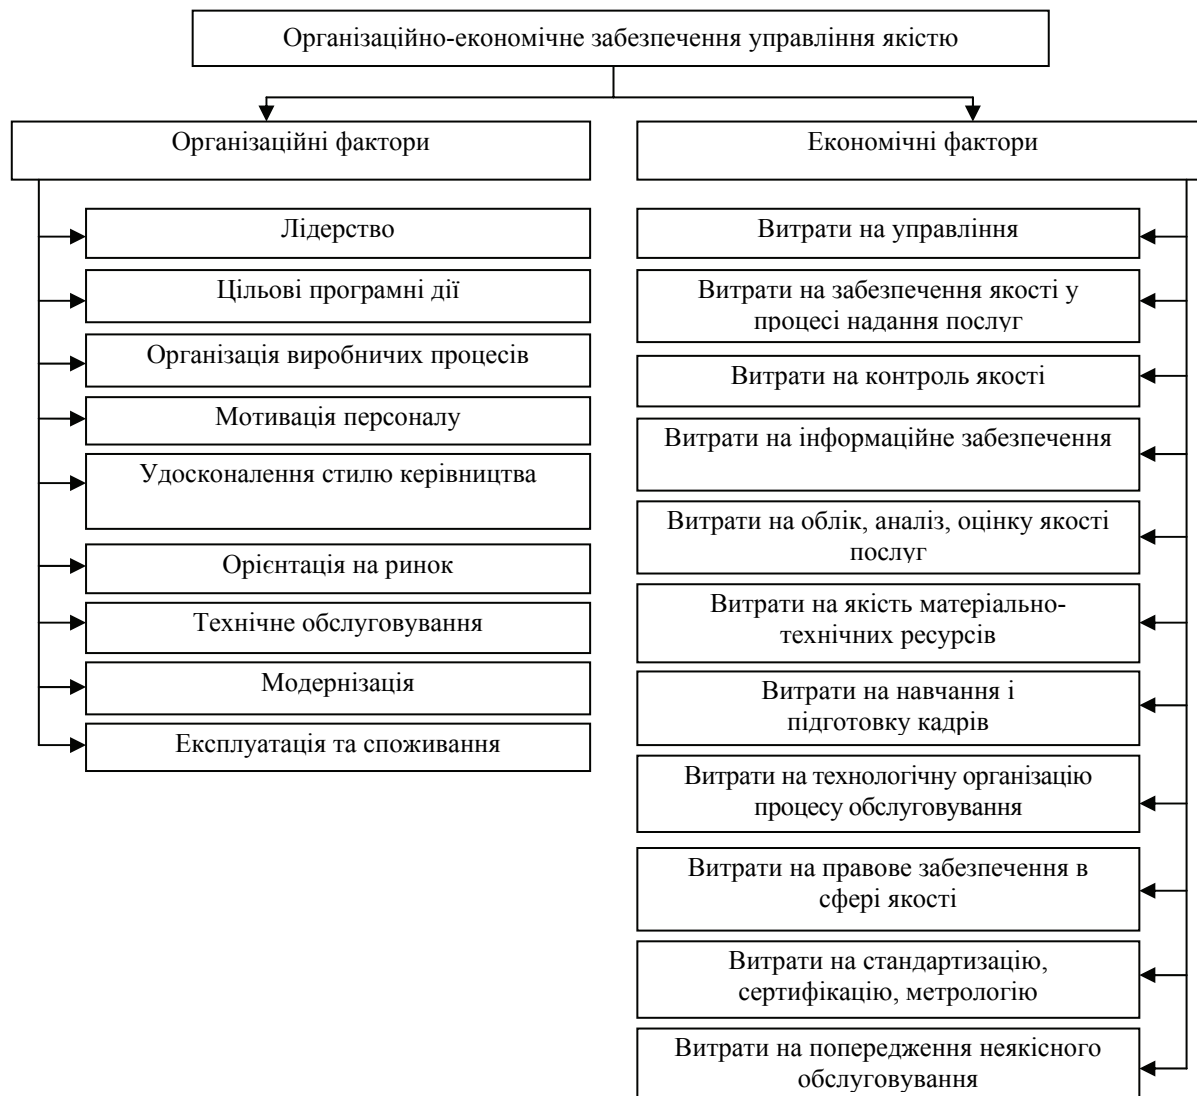 Організаційно-економічне забезпечення управління якістю
Організаційні фактори
Лідерство
Цільові програмні дії
Організація виробничих процесів
Мотивація персоналу
Удосконалення стилю керівництва
Орієнтація на ринок
Технічне обслуговування
Модернізація
Експлуатація та споживання
Економічні фактори
Витрати на управління
Витрати на забезпечення якості у
процесі надання послуг
Витрати на контроль якості
Витрати на інформаційне забезпечення
Витрати на облік, аналіз, оцінку якості
послуг
Витрати на якість матеріально-
технічних ресурсів
Витрати на навчання і
підготовку кадрів
Витрати на технологічну організацію
процесу обслуговування
Витрати на правове забезпечення в
сфері якості
Витрати на стандартизацію,
сертифікацію, метрологію
Витрати на попередження неякісного
обслуговування